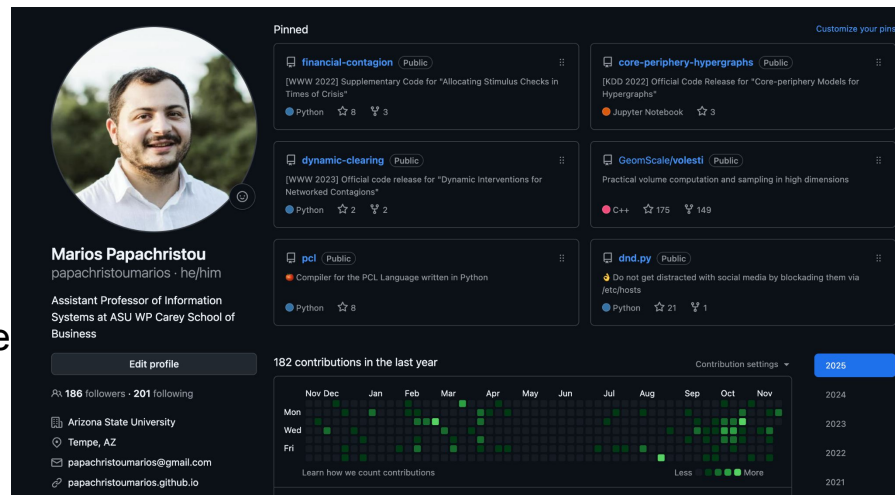 e
Marios Papachristou
papachristoumarios · he/him
Assistant Professor of Information
Systems at ASU WP Carey School of
Business
Edit profile
186 followers · 201 following
Arizona State University
Tempe, AZ
papachristoumarios@gmail.com
papachristoumarios.github.io
Pinned
Customize your pins
financial-contagion Public
[WWW 2022] Supplementary Code for "Allocating Stimulus Checks in
Times of Crisis"
Python 8 3
core-periphery-hypergraphs Public
[KDD 2022] Official Code Release for "Core-periphery Models for
Hypergraphs"
Jupyter Notebook 3
dynamic-clearing Public
[WWW 2023] Official code release for "Dynamic Interventions for
Networked Contagions"
Python 2 2
GeomScale/volesti Public
Practical volume computation and sampling in high dimensions
C++ 175 149
pcl Public
Compiler for the PCL Language written in Python
Python 8
dnd.py Public
👌 Do not get distracted with social media by blockading them via
/etc/hosts
Python 21 1
182 contributions in the last year
Contribution settings
Nov Dec Jan Feb Mar Apr May Jun Jul Aug Sep Oct Nov
Mon
Wed
Fri
Learn how we count contributions
Less More
2025
2024
2023
2022
2021